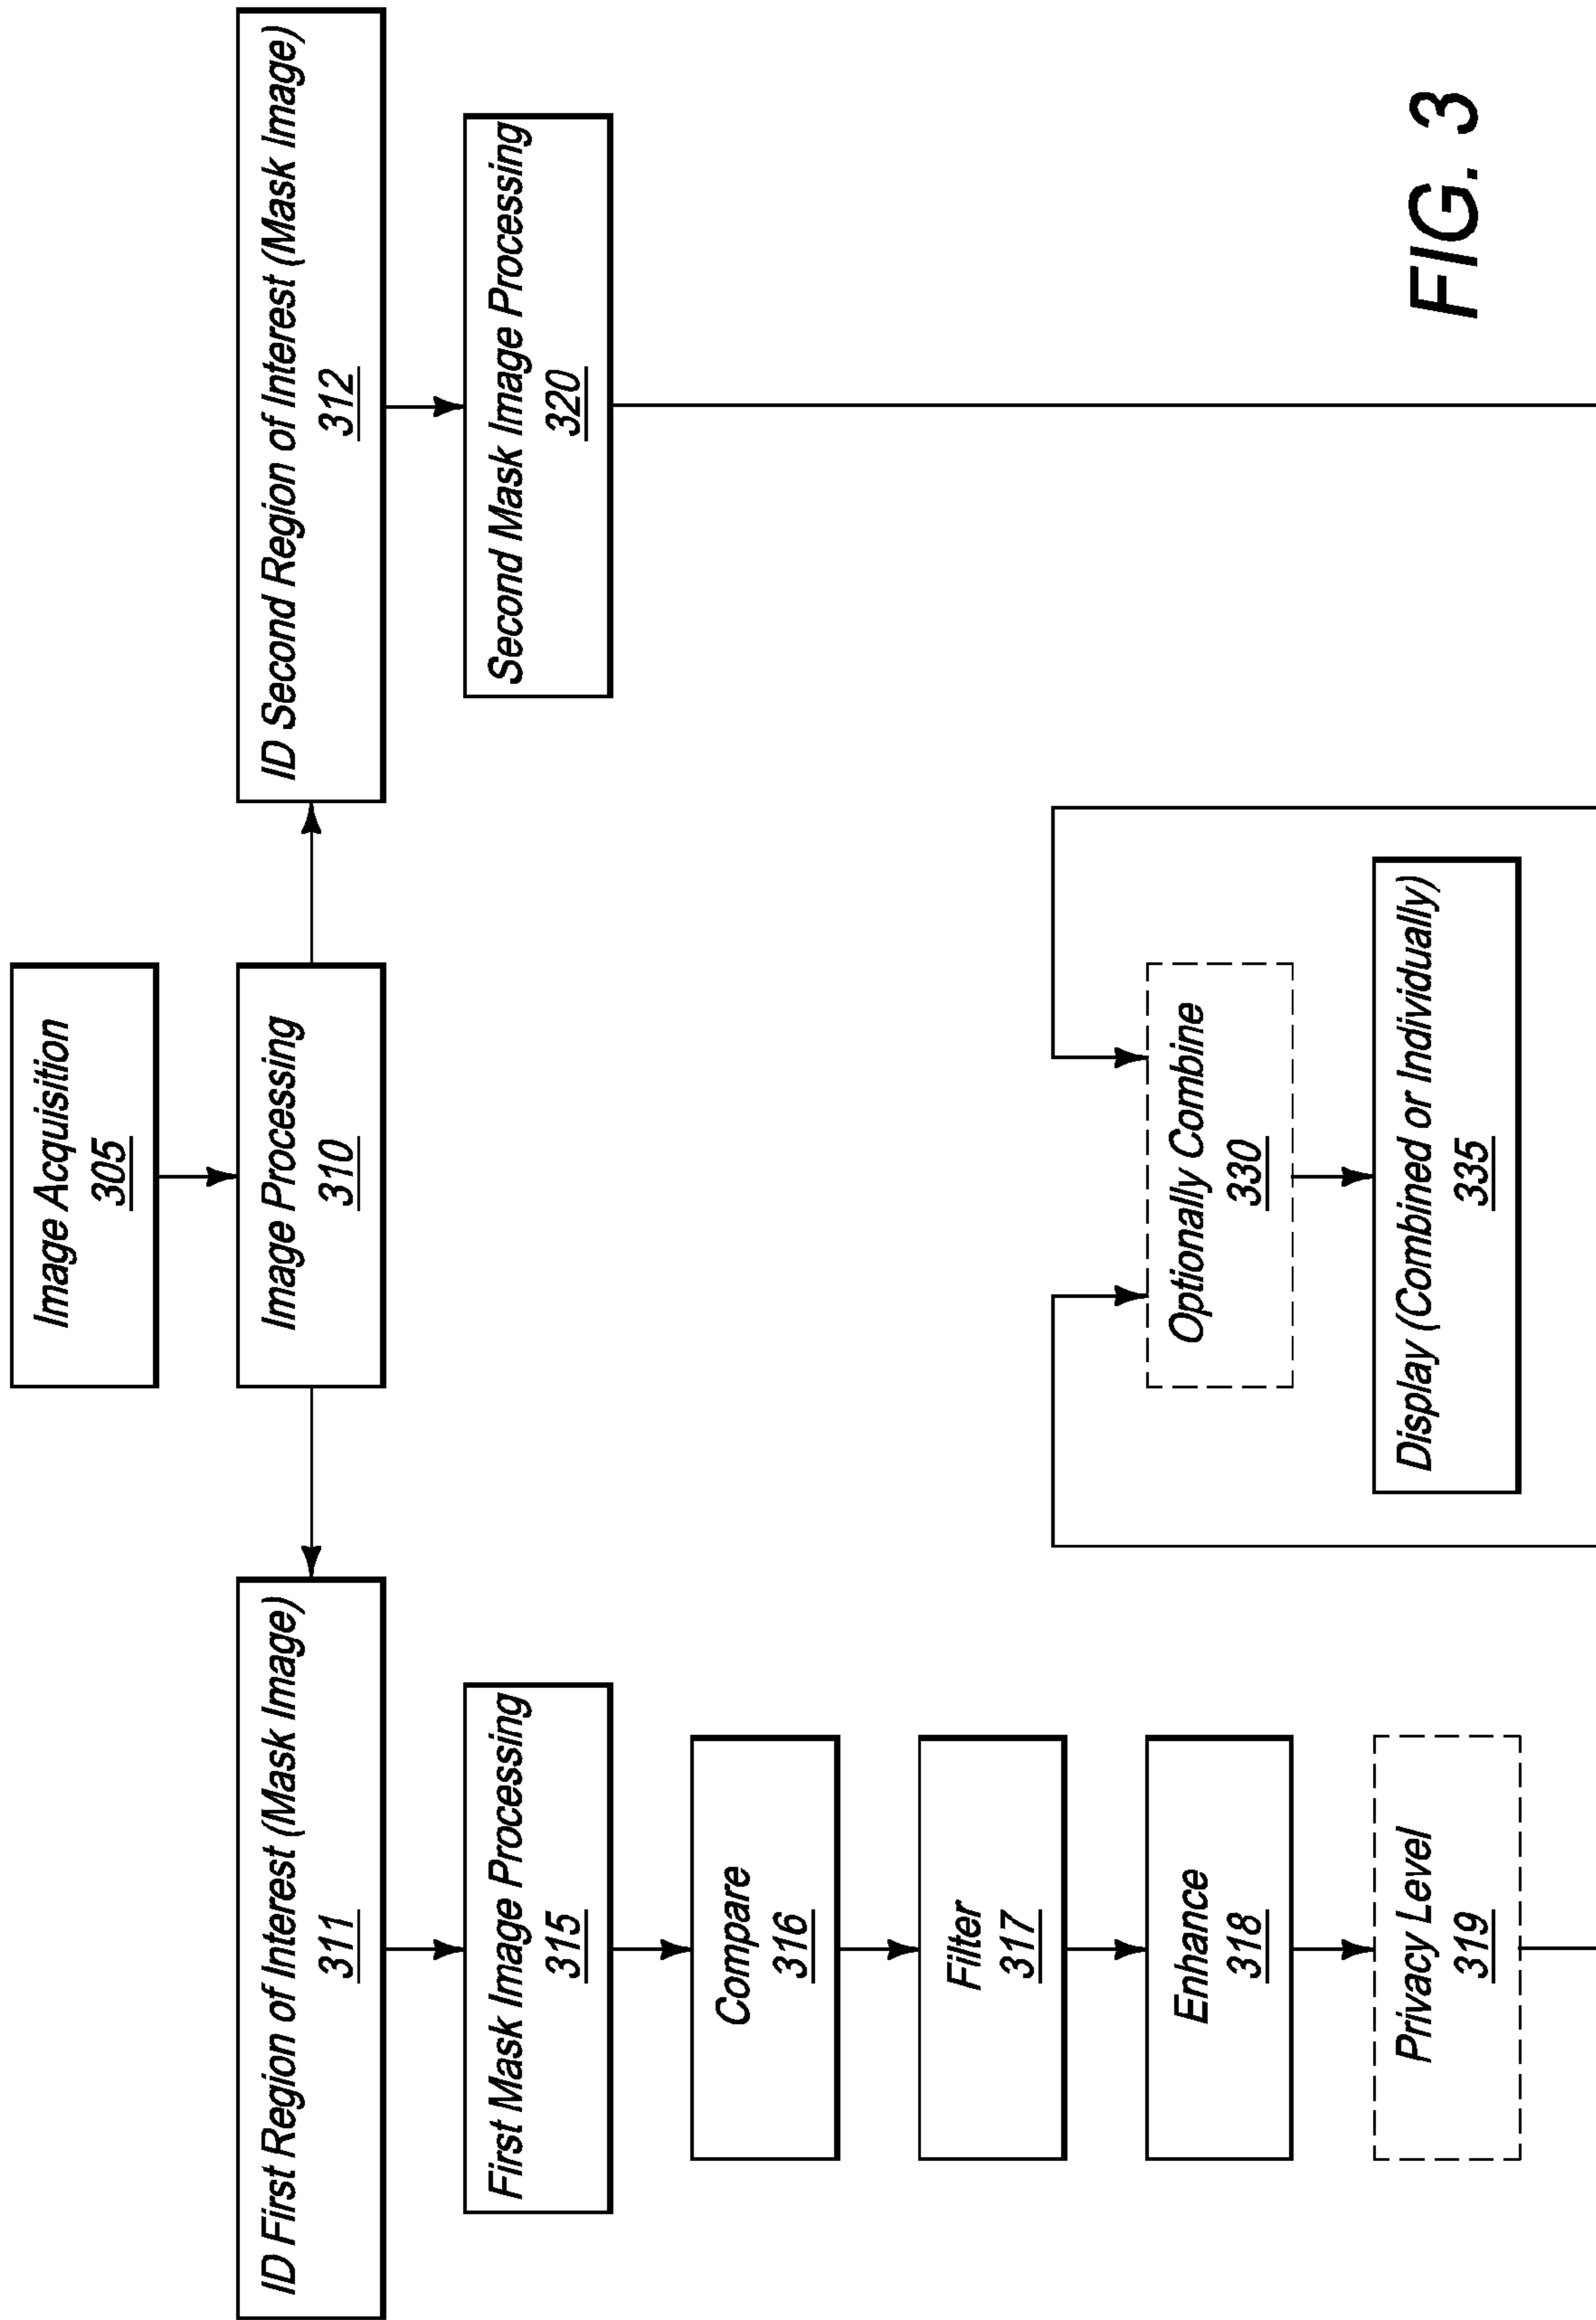 Image Acquisition
305
Image Processing
310
ID First Region of Interest (Mask Image)
311
ID Second Region of Interest (Mask Image)
312
First Mask Image Processing
315
Second Mask Image Processing
320
Compare
316
Filter
317
Enhance
318
Privacy Level
319
Optionally Combine
330
Display (Combined or Individually)
335
FIG. 3